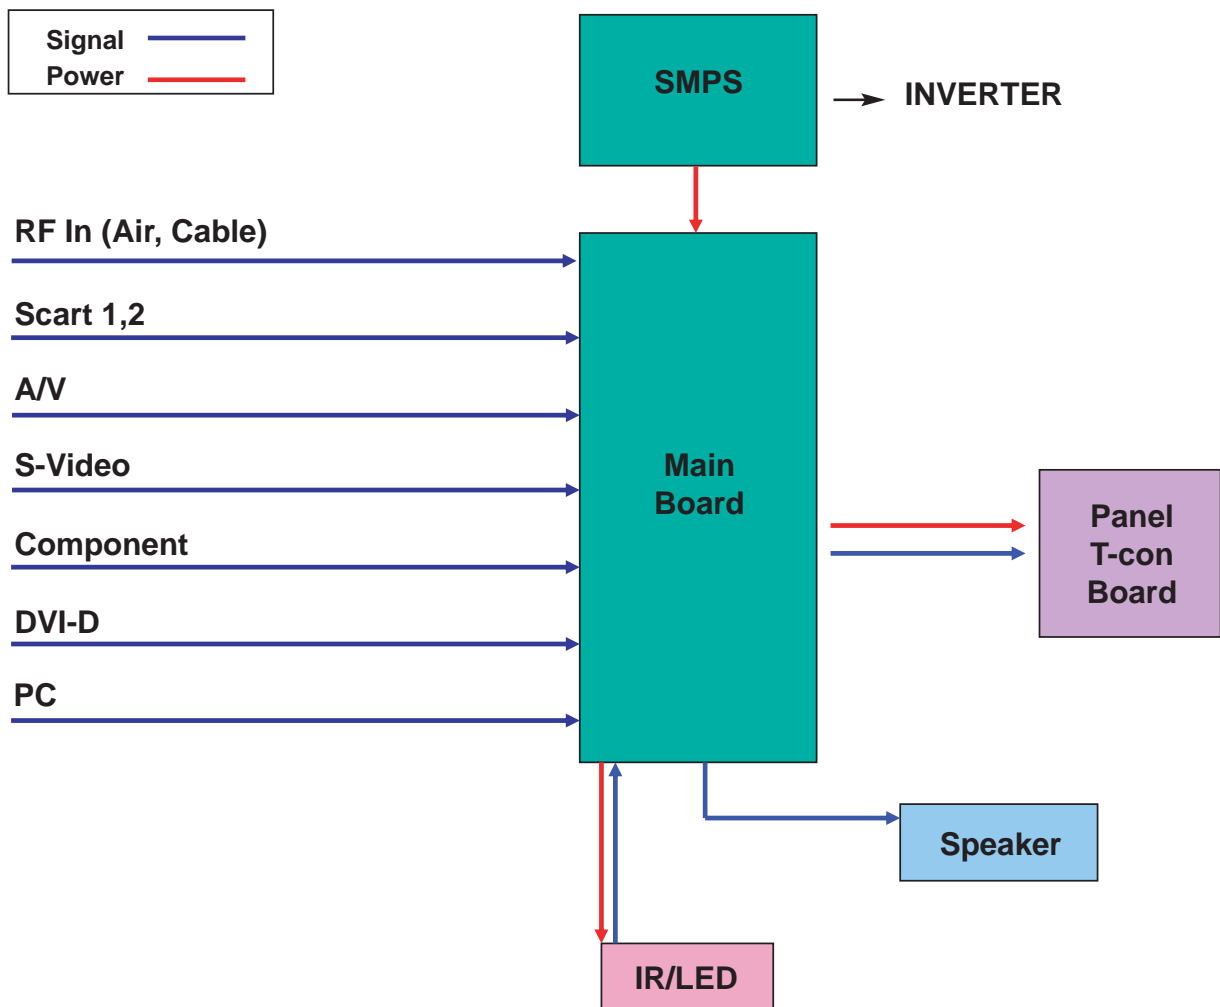 Signal
Power
SMPS
INVERTER
RF In (Air, Cable)
Scart 1,2
A/V
S-Video
Component
DVI-D
PC
Main
Board
Panel
T-con
Board
Speaker
IR/LED